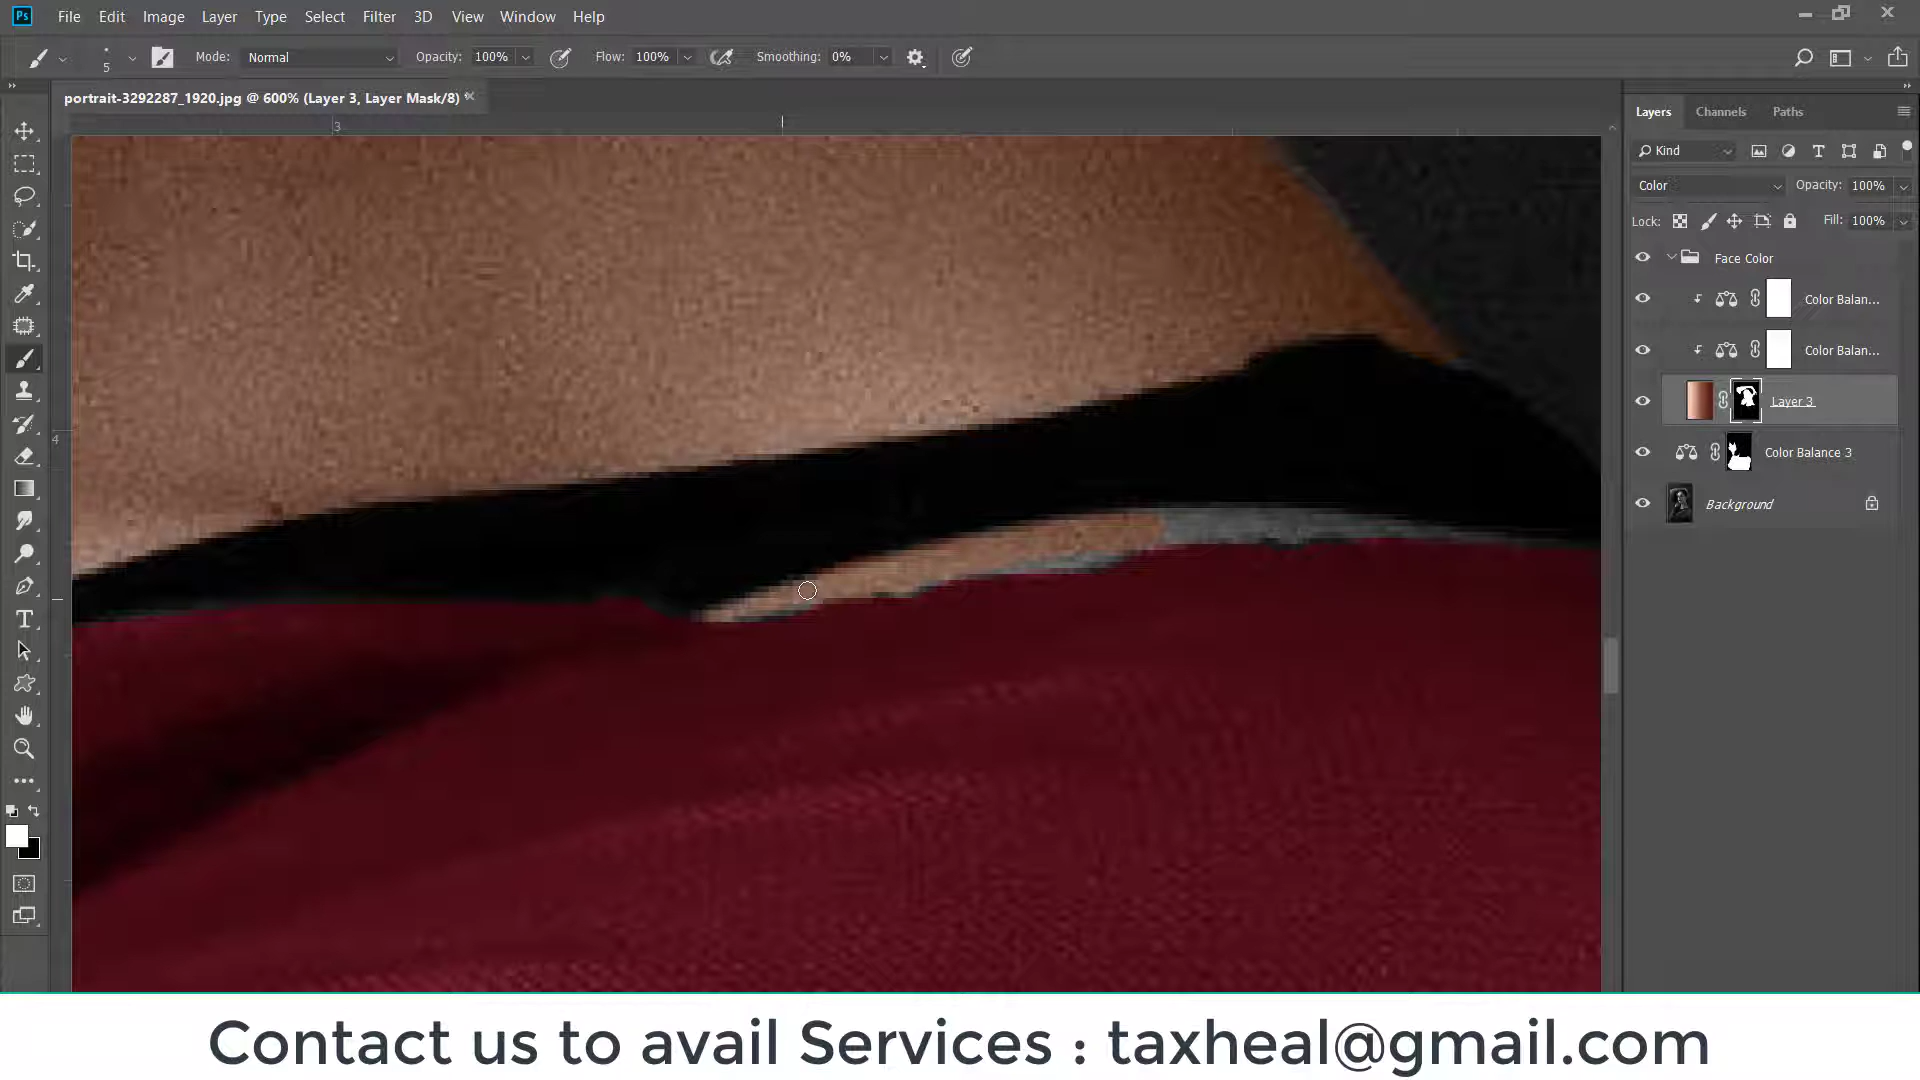 Ps File Edit Image Layer Type Select Filter 3D View Window Help
5 Mode: Normal Opacity: 100% Flow: 100% Smoothing: 0%
portrait-3292287_1920.jpg @ 600% (Layer 3, Layer Mask/8) *
3
4
Layers Channels Paths
Kind
Color Opacity: 100%
Lock: Fill: 100%
Face Color
Color Balan...
Color Balan...
Layer 3
Color Balance 3
Background
Contact us to avail Services : taxheal@gmail.com